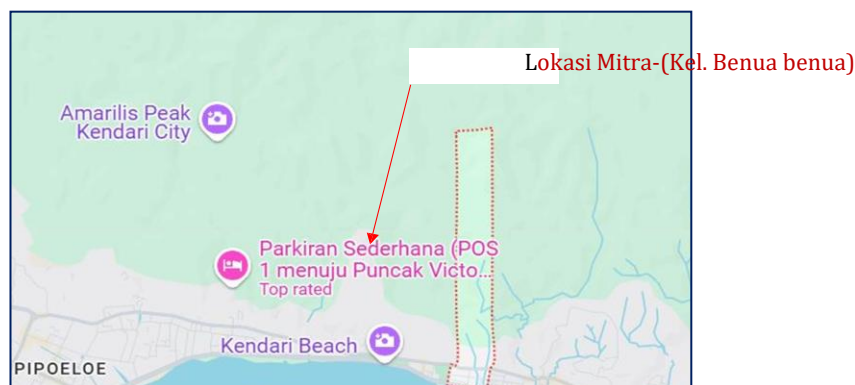 Lokasi Mitra-(Kel. Benua benua)
Amarilis Peak
Kendari City
Parkiran Sederhana (POS
1 menuju Puncak Victo...
Top rated
Kendari Beach
PIPOELOE